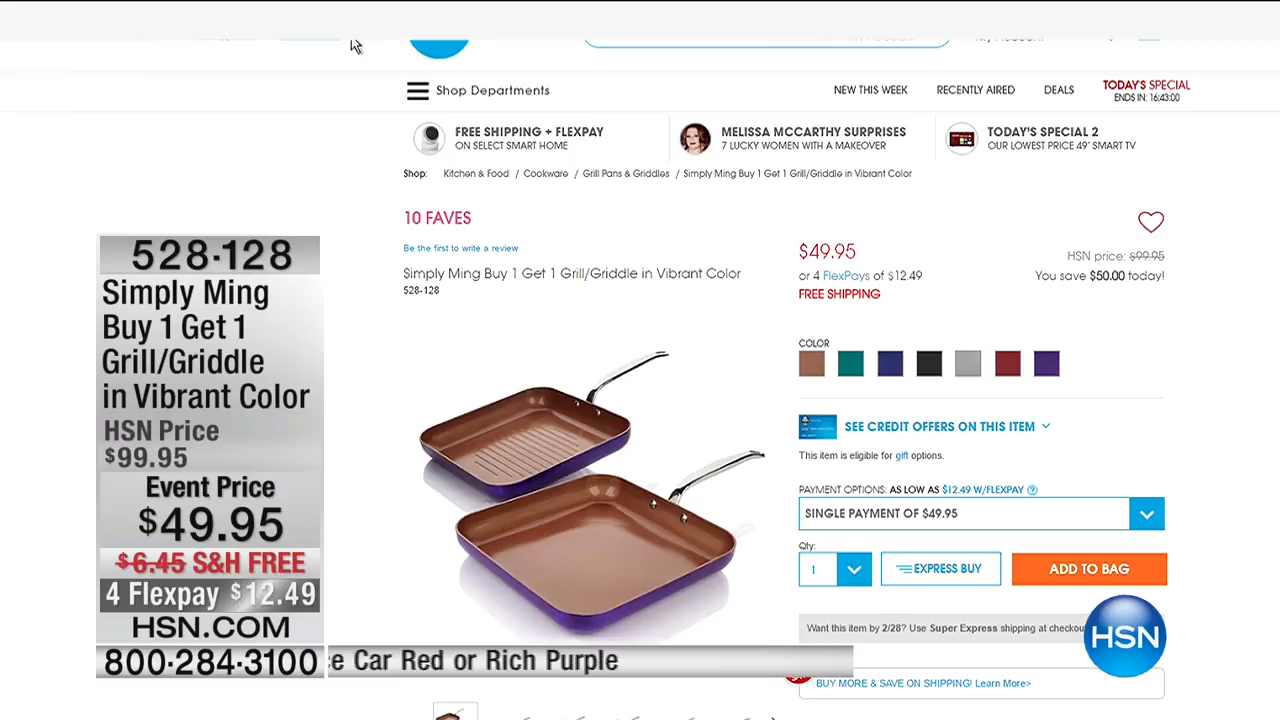 Shop Departments
NEW THIS WEEK
RECENTLY AIRED
DEALS
TODAY'S SPECIAL
ENDS IN: 16:43:00
FREE SHIPPING + FLEXPAY
ON SELECT SMART HOME
MELISSA MCCARTHY SURPRISES
7 LUCKY WOMEN WITH A MAKEOVER
TODAY'S SPECIAL 2
OUR LOWEST PRICE 49" SMART TV
Shop: Kitchen & Food / Cookware / Grill Pans & Griddles / Simply Ming Buy 1 Get 1 Grill/Griddle in Vibrant Color
10 FAVES
Be the first to write a review
Simply Ming Buy 1 Get 1 Grill/Griddle in Vibrant Color
528-128
$49.95
HSN price: $99.95
or 4 FlexPays of $12.49
You save $50.00 today!
FREE SHIPPING
COLOR
SEE CREDIT OFFERS ON THIS ITEM
This item is eligible for gift options.
PAYMENT OPTIONS: AS LOW AS $12.49 W/FLEXPAY ?
SINGLE PAYMENT OF $49.95
Qty:
1
EXPRESS BUY
ADD TO BAG
Want this item by 2/28? Use Super Express shipping at checkou
HSN
BUY MORE & SAVE ON SHIPPING! Learn More>
528·128
Simply Ming
Buy 1 Get 1
Grill/Griddle
in Vibrant Color
HSN Price
$99.95
Event Price
$49.95
$6.45 S&H FREE
4 Flexpay $12.49
HSN.COM
800·284·3100
e Car Red or Rich Purple